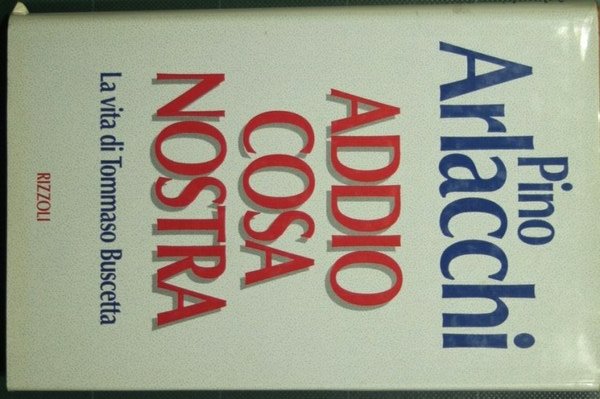 Pino
Arlacchi
ADDIO
COSA
NOSTRA
La vita di Tommaso Buscetta
RIZZOLI